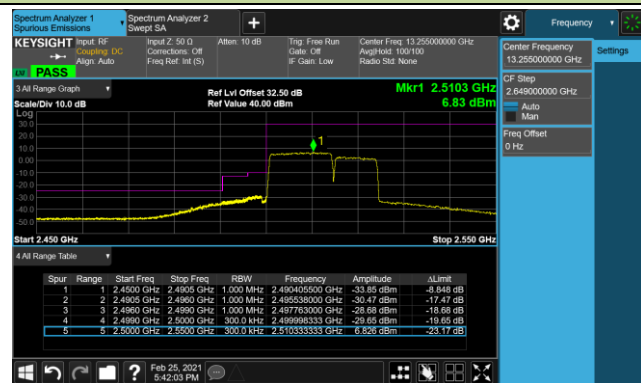 Spectrum Analyzer 1
Spurious Emissions
Spectrum Analyzer 2
Swept SA
Frequency
KEYSIGHT
Input: RF
Coupling: DC
Align: Auto
Input Z: 50 Ω
Corrections: Off
Freq Ref: Int (S)
Atten: 10 dB
Trig: Free Run
Gate: Off
IF Gain: Low
Center Freq: 13.255000000 GHz
Avg|Hold: 100/100
Radio Std: None
PASS
Center Frequency
13.255000000 GHz
Settings
CF Step
2.649000000 GHz
Auto
Man
Freq Offset
0 Hz
3 All Range Graph
Scale/Div 10.0 dB
Ref Lvl Offset 32.50 dB
Ref Value 40.00 dBm
Mkr1 2.5103 GHz
6.83 dBm
Log
30.0
20.0
10.0
0.00
-10.0
-20.0
-30.0
-40.0
-50.0
1
Start 2.450 GHz
Stop 2.550 GHz
4 All Range Table
Spur Range Start Freq Stop Freq RBW Frequency Amplitude ΔLimit
1 1 2.4500 GHz 2.4905 GHz 1.000 MHz 2.490405500 GHz -33.85 dBm -8.848 dB
2 2 2.4905 GHz 2.4960 GHz 1.000 MHz 2.495538000 GHz -30.47 dBm -17.47 dB
3 3 2.4960 GHz 2.4990 GHz 1.000 MHz 2.497763000 GHz -28.68 dBm -18.68 dB
4 4 2.4990 GHz 2.5000 GHz 300.0 kHz 2.499998333 GHz -29.65 dBm -19.65 dB
5 5 2.5000 GHz 2.5500 GHz 300.0 kHz 2.510333333 GHz 6.826 dBm -23.17 dB
Feb 25, 2021
5:42:03 PM